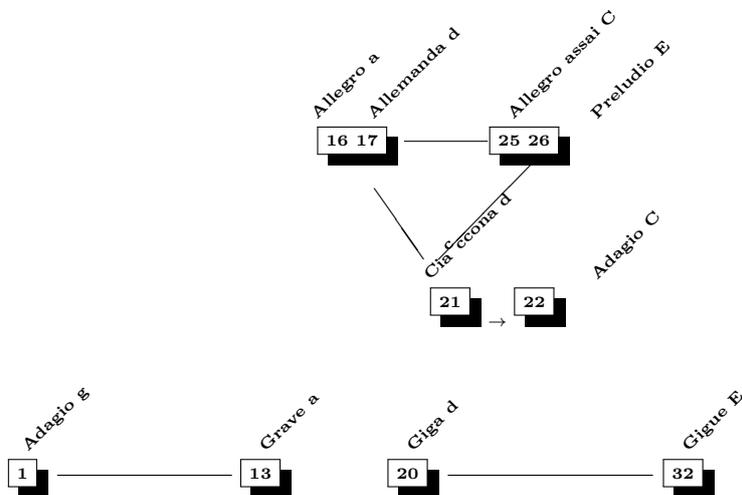 Allegro a
Allemanda d
Allegro assai C
Preludio E
16 17
25 26
Ciaccona d
Adagio C
21
→
22
Adagio g
Grave a
Giga d
Gigue E
1
13
20
32